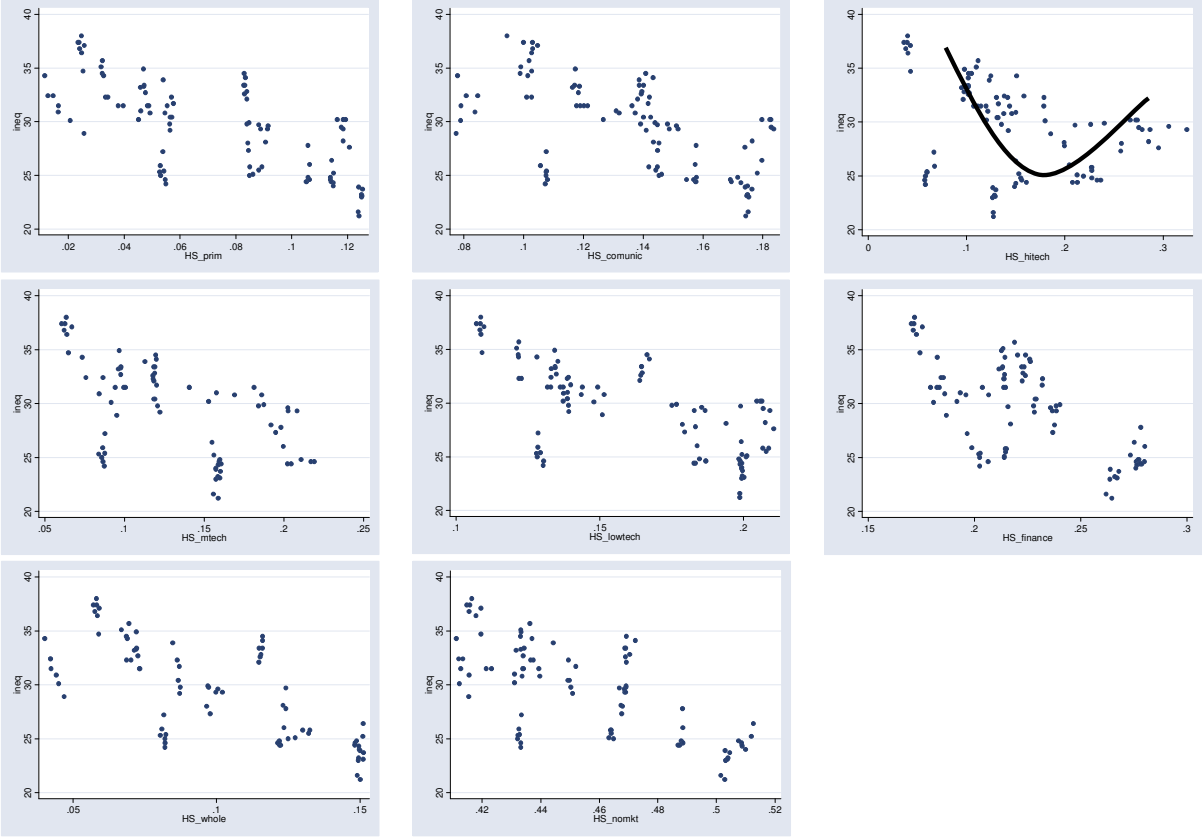 40
35
30
25
20
ineq
.02 .04 .06 .08 .1 .12
HS_prim
40
35
30
25
20
ineq
.08 .1 .12 .14 .16 .18
HS_comunic
40
35
30
25
20
ineq
0 .1 .2 .3
HS_hitech
40
35
30
25
20
ineq
.05 .1 .15 .2 .25
HS_mtech
40
35
30
25
20
ineq
.1 .15 .2
HS_lowtech
40
35
30
25
20
ineq
.15 .2 .25 .3
HS_finance
40
35
30
25
20
ineq
.05 .1 .15
HS_whole
40
35
30
25
20
ineq
.42 .44 .46 .48 .5 .52
HS_nomkt